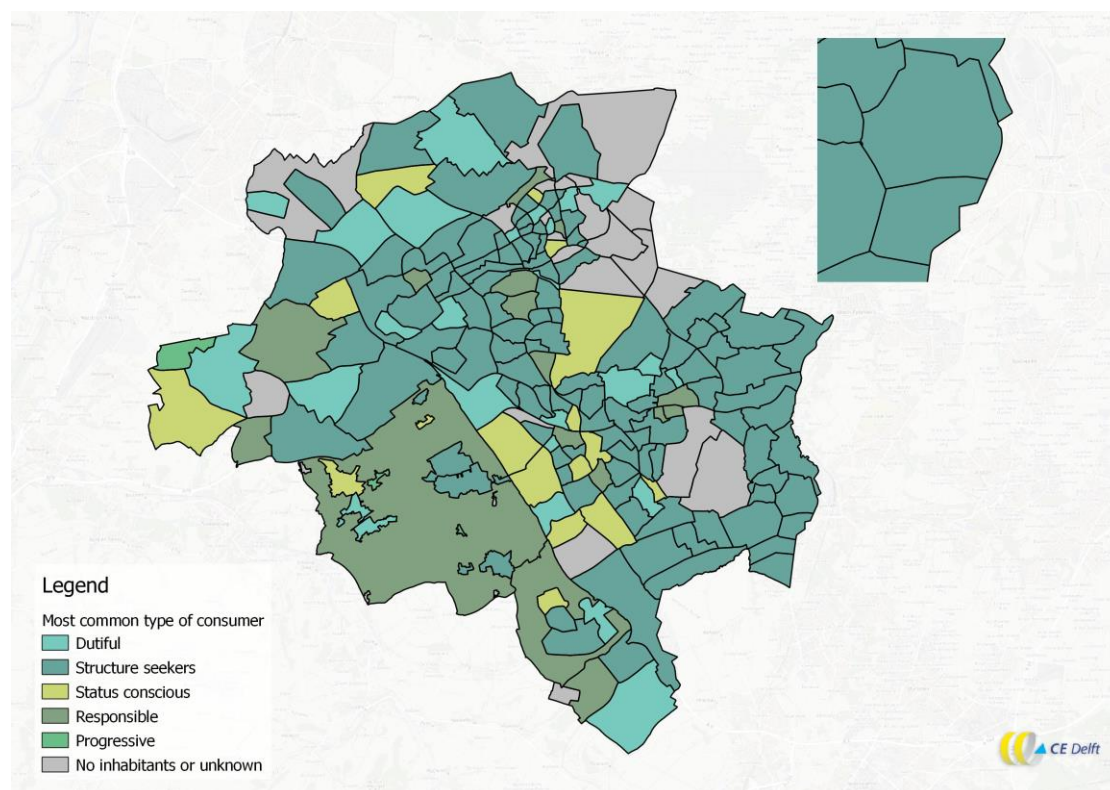 Legend
Most common type of consumer
Dutiful
Structure seekers
Status conscious
Responsible
Progressive
No inhabitants or unknown
CE Delft